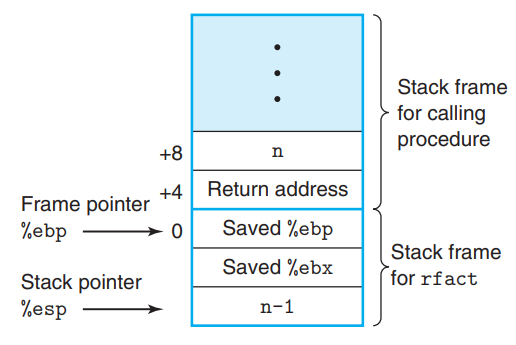 Stack frame
for calling
procedure
+8 n
+4 Return address
Frame pointer
%ebp 0 Saved %ebp
Saved %ebx
Stack frame
for rfact
Stack pointer
%esp n-1